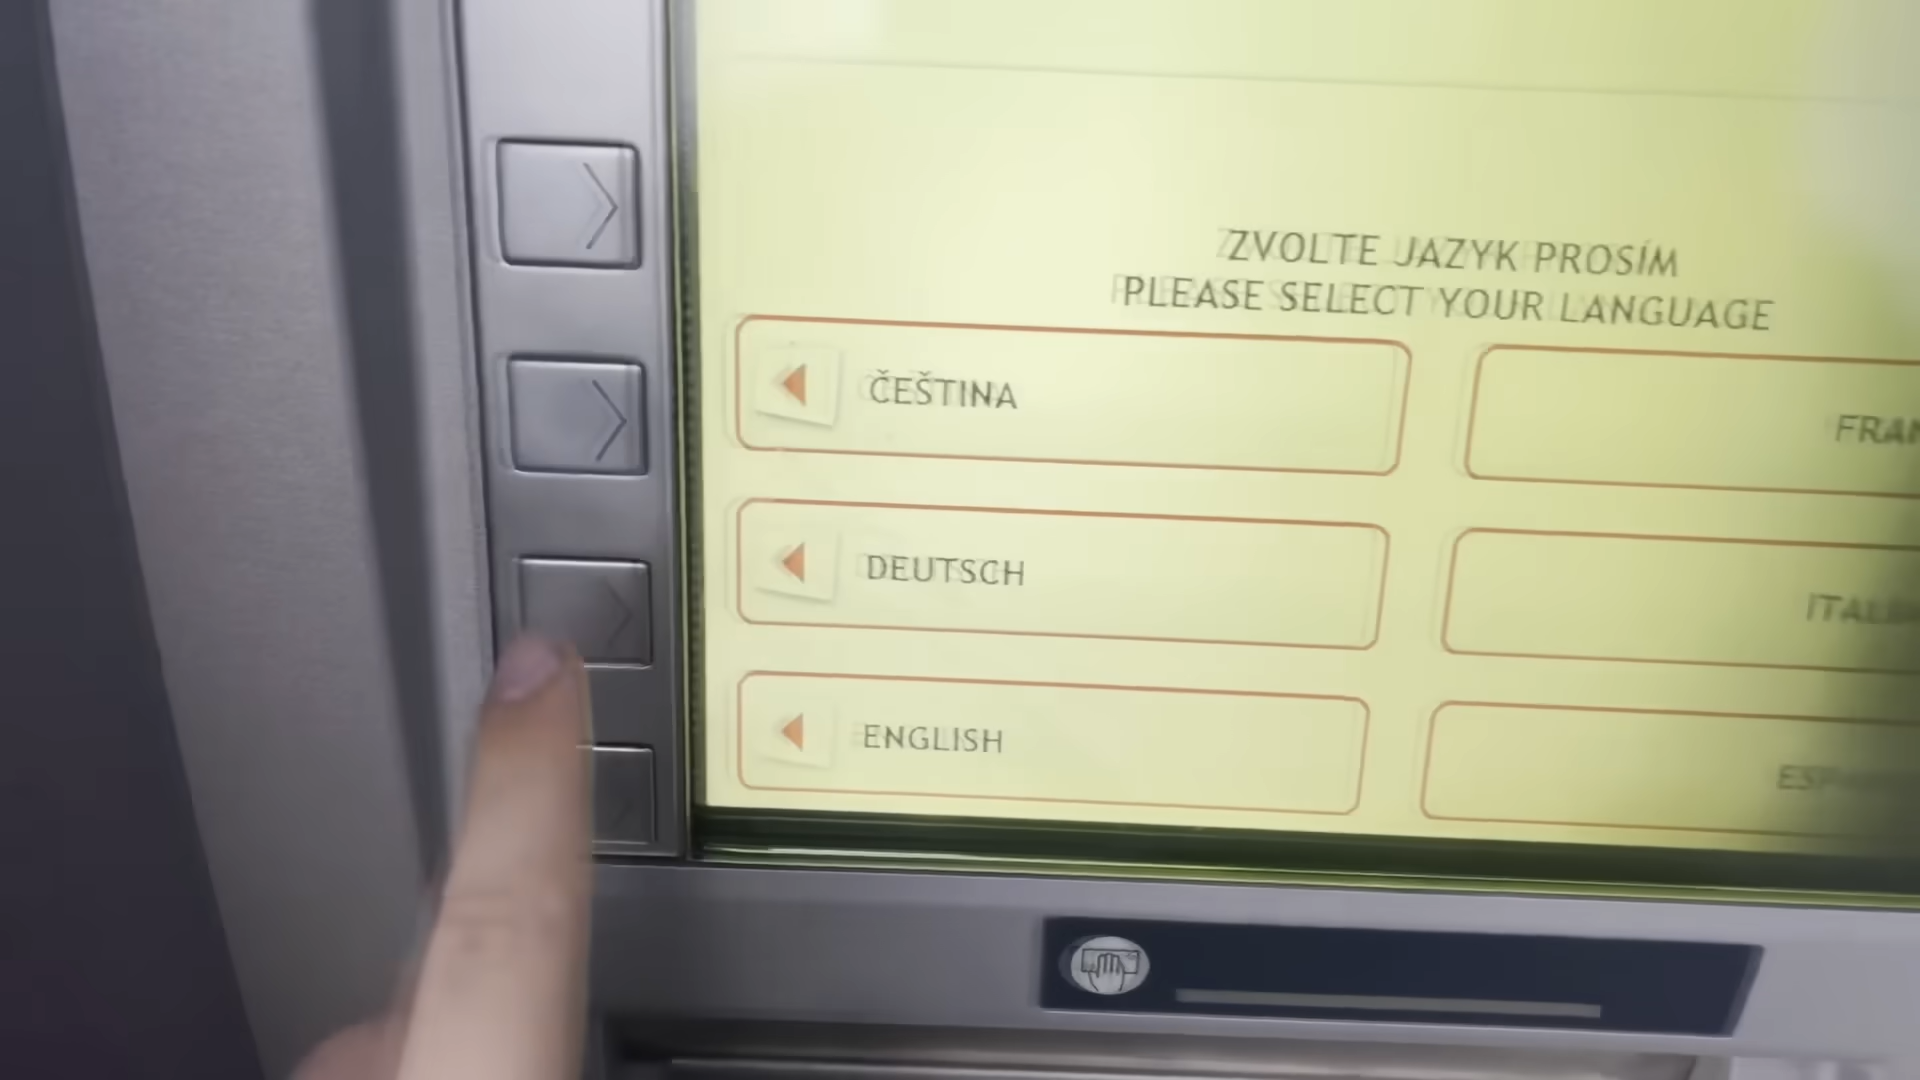 ZVOLTE JAZYK PROSÍM
PLEASE SELECT YOUR LANGUAGE
ČEŠTINA
DEUTSCH
ENGLISH